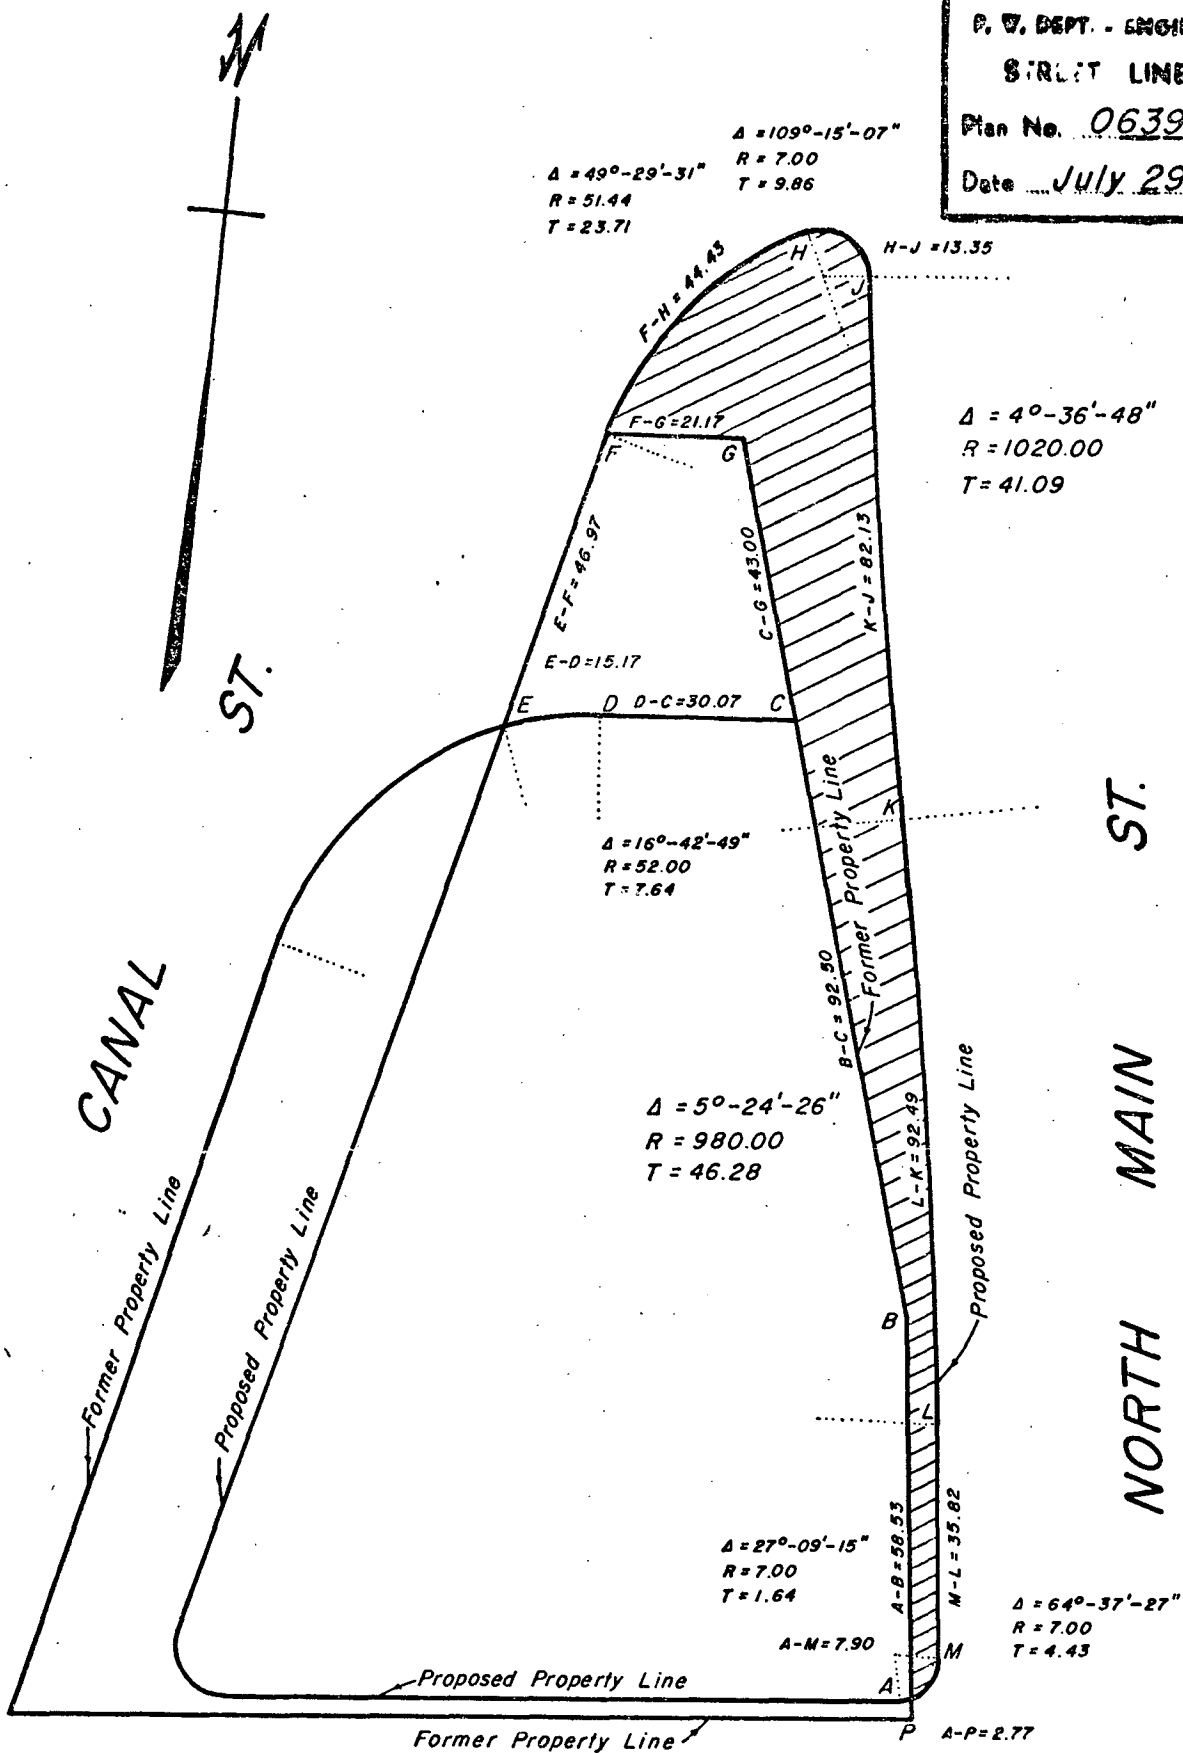 N
P. W. DEPT. - ENGI
STREET LINE
Plan No. 0639
Date July 29
Δ = 109°-15'-07"
R = 7.00
T = 9.86
Δ = 49°-29'-31"
R = 51.44
T = 23.71
H
H-J = 13.35
J
F-H = 44.43
Δ = 4°-36'-48"
R = 1020.00
T = 41.09
F-G = 21.17
F
G
E-F = 46.97
C-G = 43.00
K-J = 82.13
E-D = 15.17
E
D
D-C = 30.07
C
CANAL ST.
K
Δ = 16°-42'-49"
R = 52.00
T = 7.64
Former Property Line
B-C = 92.50
NORTH MAIN ST.
Δ = 5°-24'-26"
R = 980.00
T = 46.28
L-K = 92.49
Proposed Property Line
Former Property Line
Proposed Property Line
B
L
A-B = 58.53
M-L = 35.82
Δ = 27°-09'-15"
R = 7.00
T = 1.64
Δ = 64°-37'-27"
R = 7.00
T = 4.43
A-M = 7.90
M
A
Proposed Property Line
Former Property Line
P
A-P = 2.77